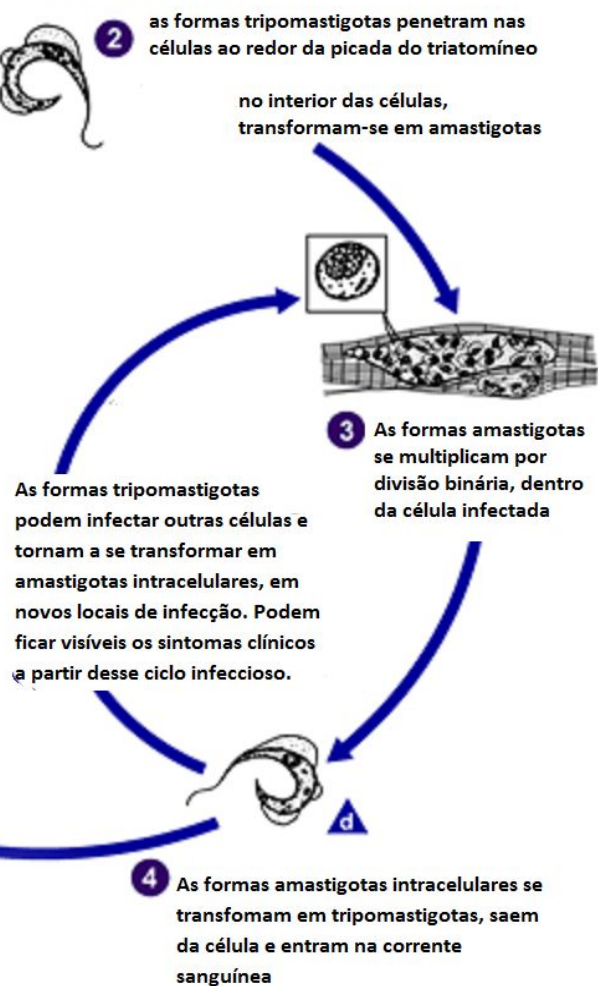 2
as formas tripomastigotas penetram nas
células ao redor da picada do triatomíneo
no interior das células,
transformam-se em amastigotas
3
As formas amastigotas
se multiplicam por
divisão binária, dentro
da célula infectada
As formas tripomastigotas
podem infectar outras células e
tornam a se transformar em
amastigotas intracelulares, em
novos locais de infecção. Podem
ficar visíveis os sintomas clínicos
a partir desse ciclo infeccioso.
d
4
As formas amastigotas intracelulares se
transfomam em tripomastigotas, saem
da célula e entram na corrente
sanguínea